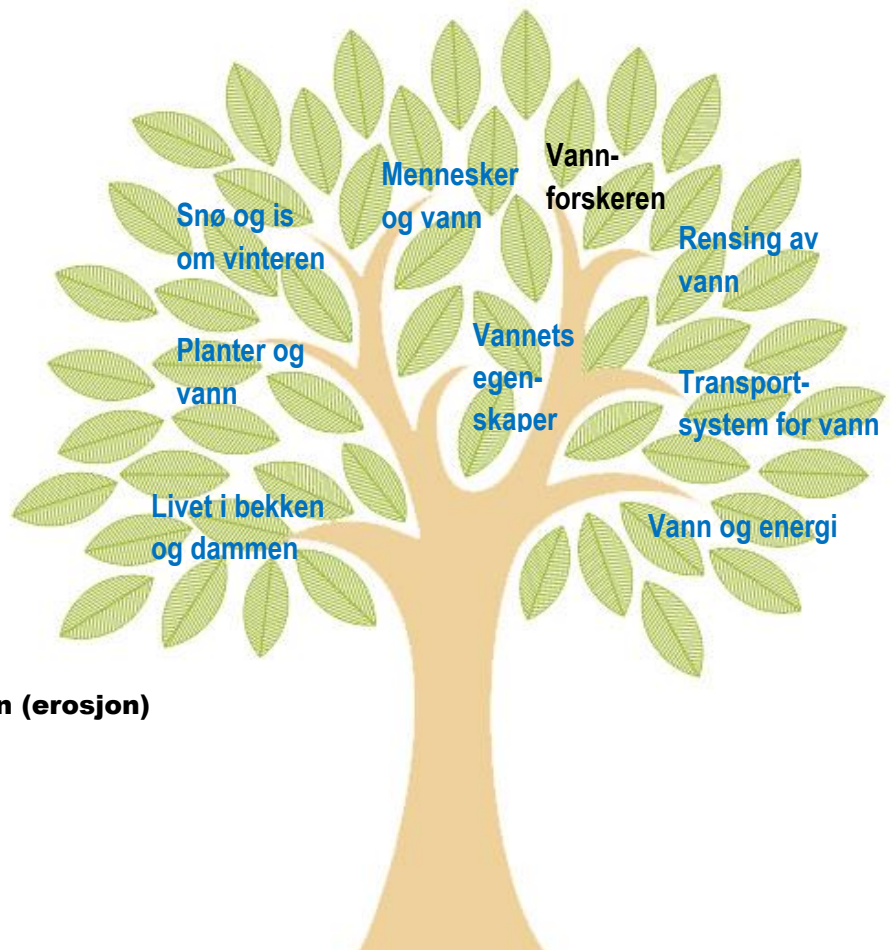 Vann-
forskeren
Mennesker
og vann
Snø og is
om vinteren
Rensing av
vann
Vannets
egen-
skaper
Planter og
vann
Transport-
system for vann
Livet i bekken
og dammen
Vann og energi
n (erosjon)